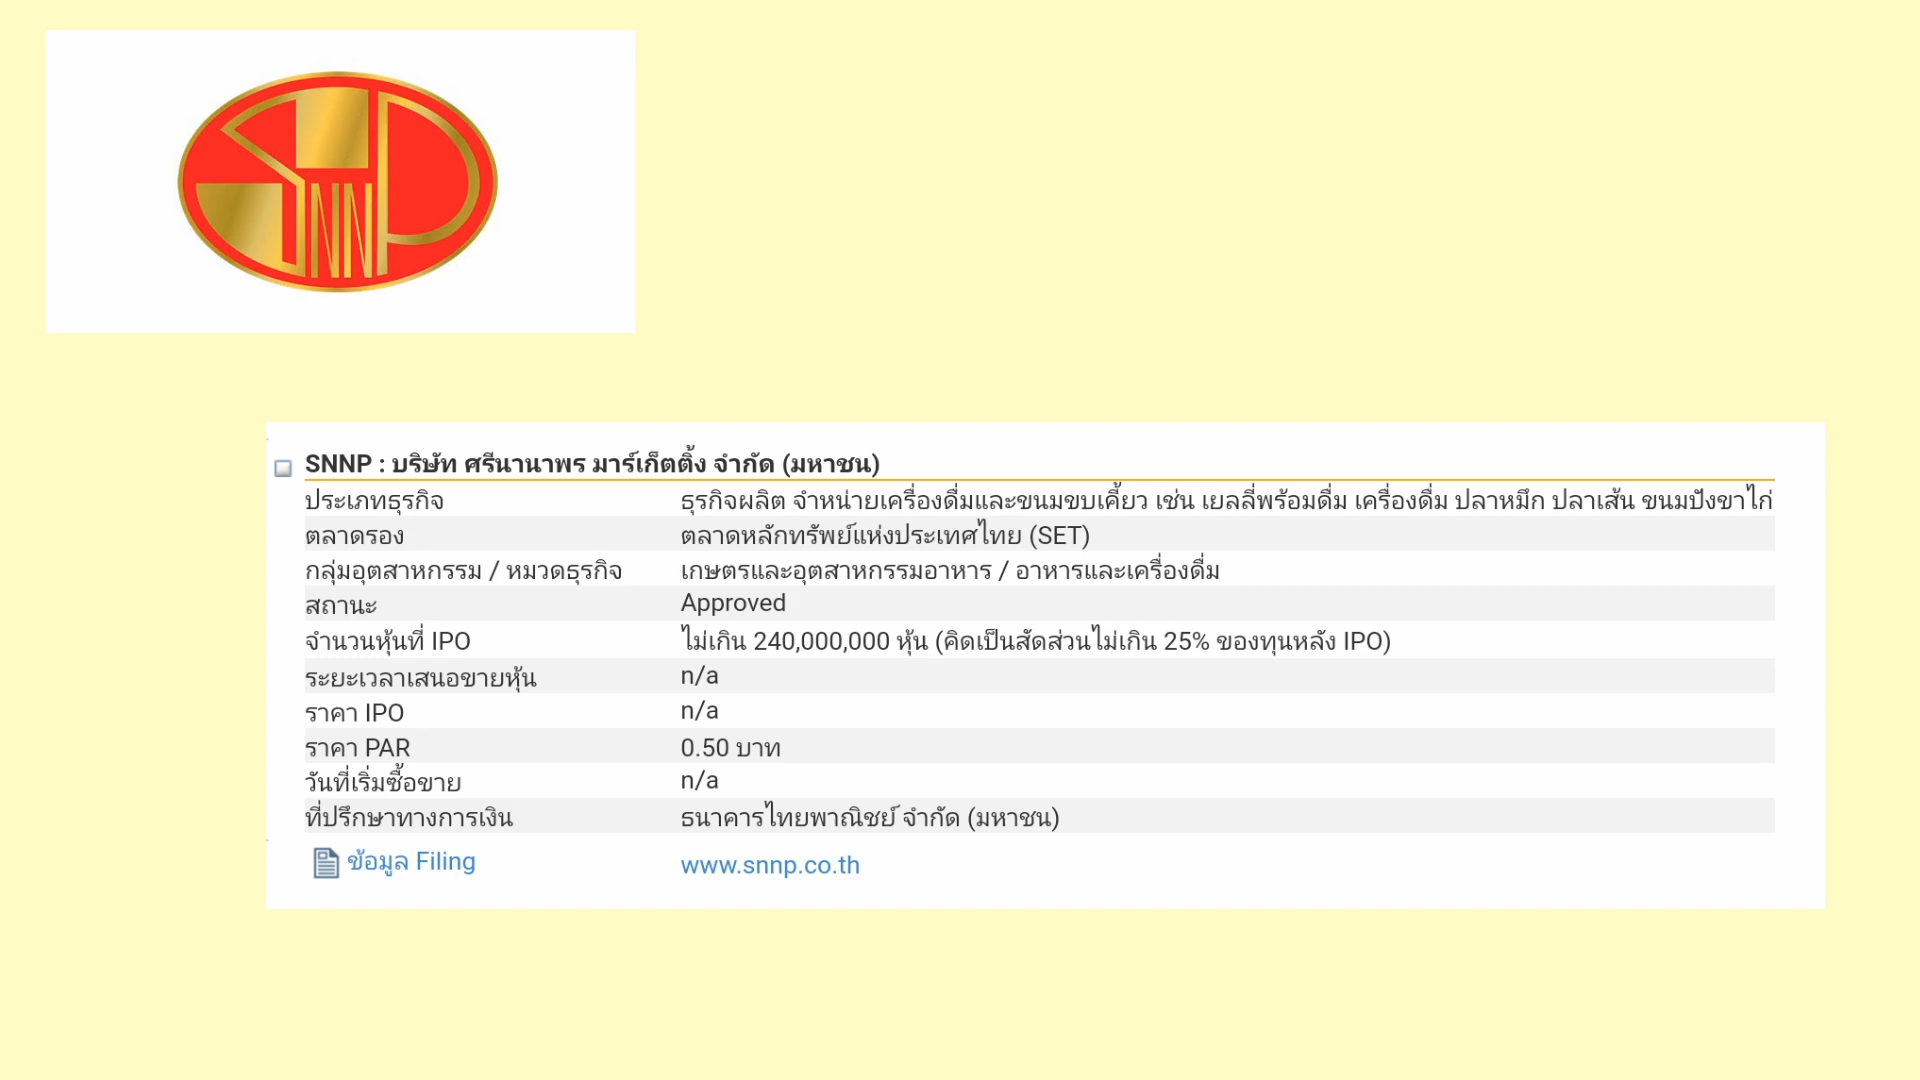 SNNP
SNNP : บริษัท ศรีนานาพร มาร์เก็ตติ้ง จำกัด (มหาชน)
ประเภทธุรกิจ ธุรกิจผลิต จำหน่ายเครื่องดื่มและขนมขบเคี้ยว เช่น เยลลี่พร้อมดื่ม เครื่องดื่ม ปลาหมึก ปลาเส้น ขนมปังขาไก่
ตลาดรอง ตลาดหลักทรัพย์แห่งประเทศไทย (SET)
กลุ่มอุตสาหกรรม / หมวดธุรกิจ เกษตรและอุตสาหกรรมอาหาร / อาหารและเครื่องดื่ม
สถานะ Approved
จำนวนหุ้นที่ IPO ไม่เกิน 240,000,000 หุ้น (คิดเป็นสัดส่วนไม่เกิน 25% ของทุนหลัง IPO)
ระยะเวลาเสนอขายหุ้น n/a
ราคา IPO n/a
ราคา PAR 0.50 บาท
วันที่เริ่มซื้อขาย n/a
ที่ปรึกษาทางการเงิน ธนาคารไทยพาณิชย์ จำกัด (มหาชน)
ข้อมูล Filing www.snnp.co.th